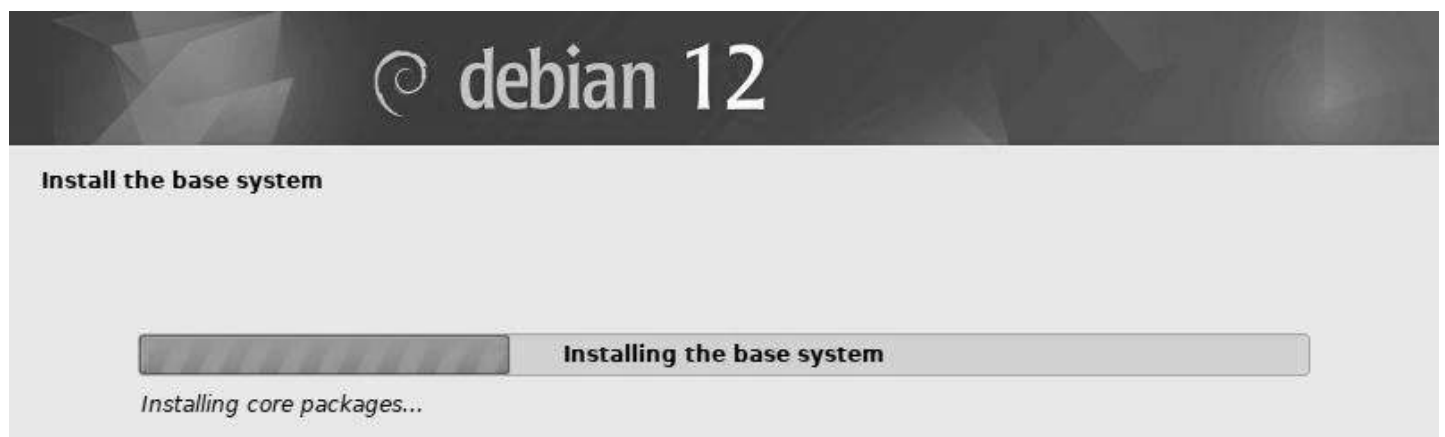 debian 12
Install the base system
Installing the base system
Installing core packages...